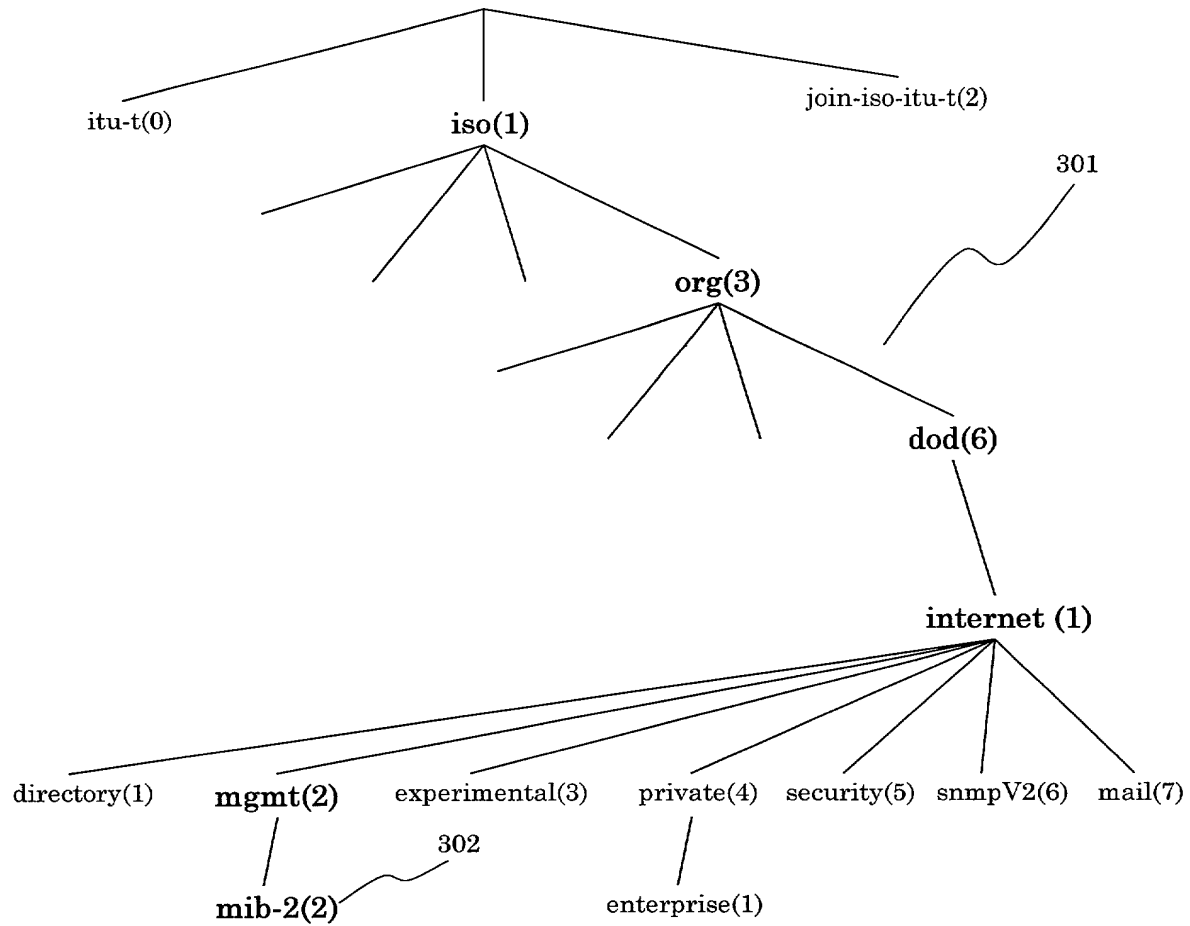 itu-t(0)
iso(1)
join-iso-itu-t(2)
301
org(3)
dod(6)
internet (1)
directory(1)
mgmt(2)
experimental(3)
private(4)
security(5)
snmpV2(6)
mail(7)
302
mib-2(2)
enterprise(1)